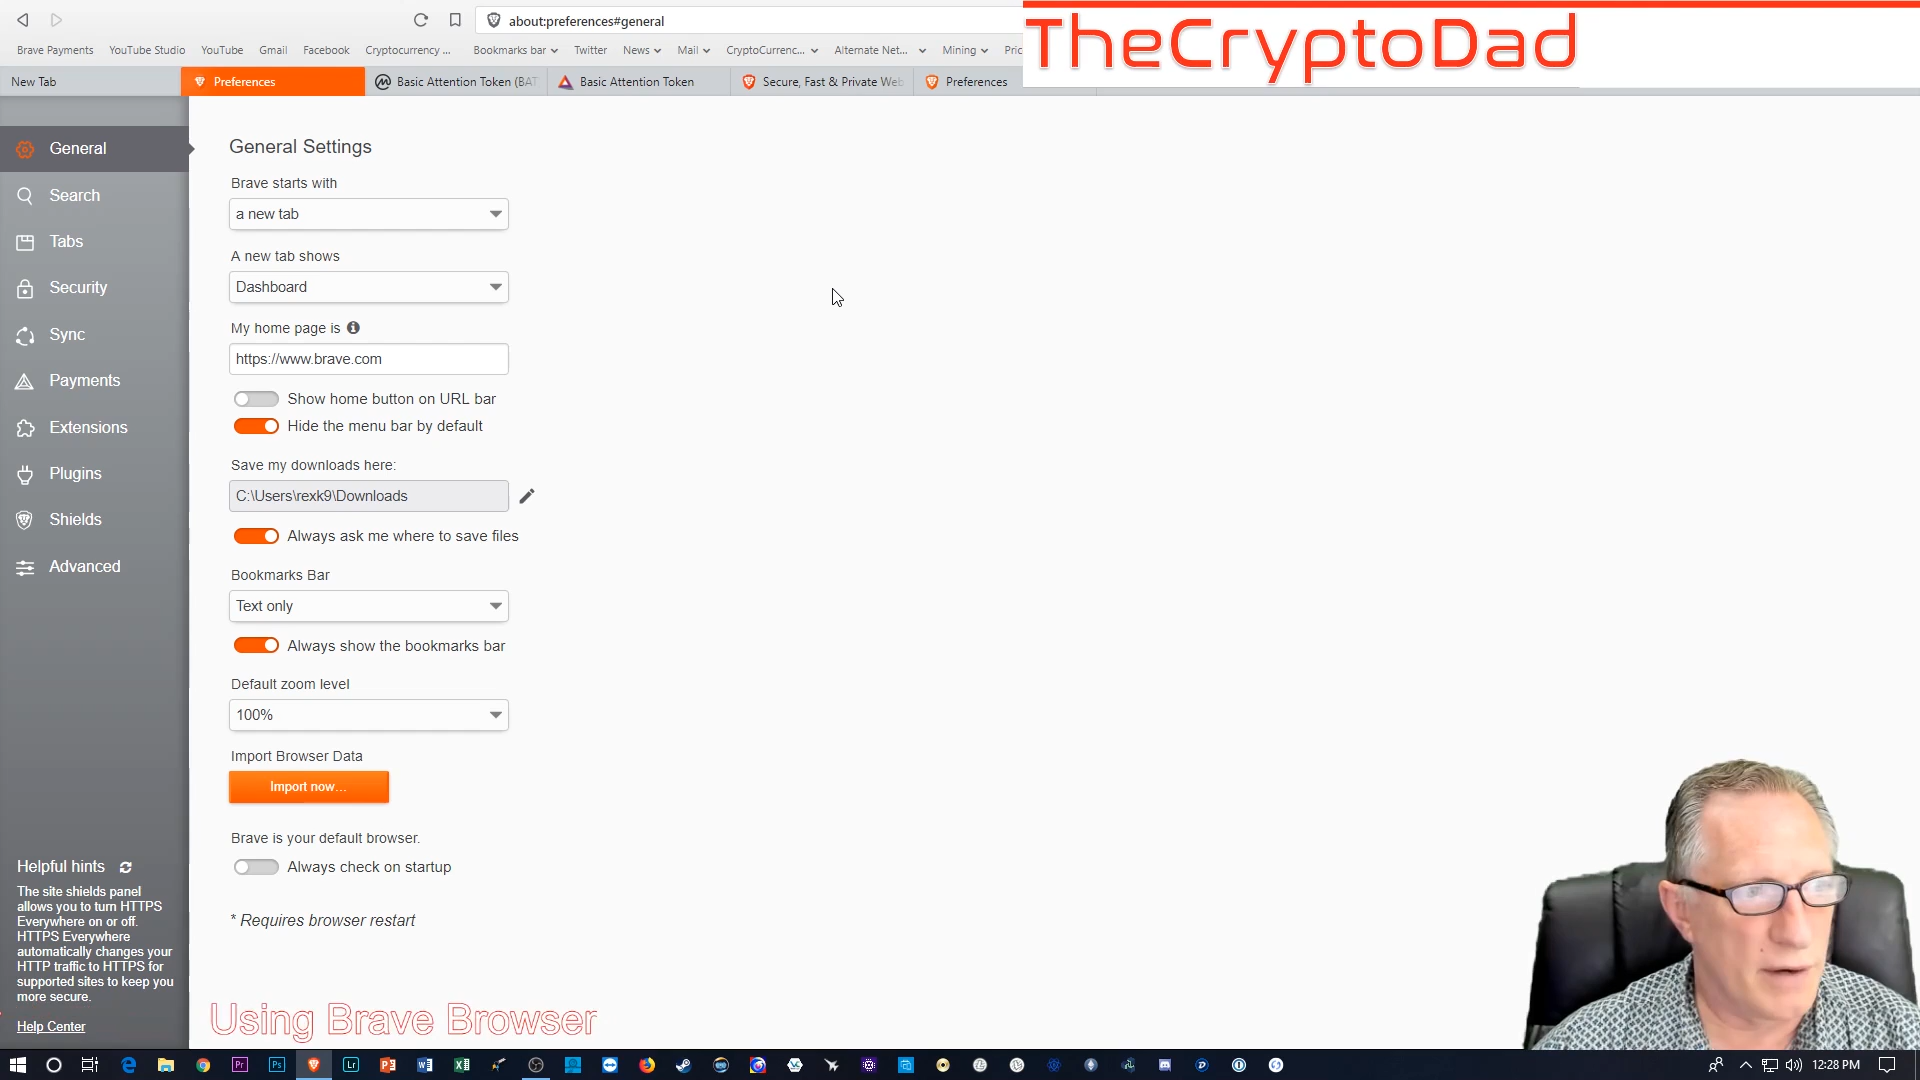 about:preferences#general
TheCryptoDad
Brave Payments YouTube Studio YouTube Gmail Facebook Cryptocurrency ... Bookmarks bar Twitter News Mail CryptoCurrenc... Alternate Net... Mining Pric
New Tab Preferences Basic Attention Token (BAT Basic Attention Token Secure, Fast & Private Web Preferences
General
Search
Tabs
Security
Sync
Payments
Extensions
Plugins
Shields
Advanced
General Settings
Brave starts with
a new tab
A new tab shows
Dashboard
My home page is
https://www.brave.com
Show home button on URL bar
Hide the menu bar by default
Save my downloads here:
C:\Users\rexk9\Downloads
Always ask me where to save files
Bookmarks Bar
Text only
Always show the bookmarks bar
Default zoom level
100%
Import Browser Data
Import now...
Brave is your default browser.
Always check on startup
* Requires browser restart
Helpful hints
The site shields panel
allows you to turn HTTPS
Everywhere on or off.
HTTPS Everywhere
automatically changes your
HTTP traffic to HTTPS for
supported sites to keep you
more secure.
Help Center
Using Brave Browser
Pr Ps Lr
12:28 PM